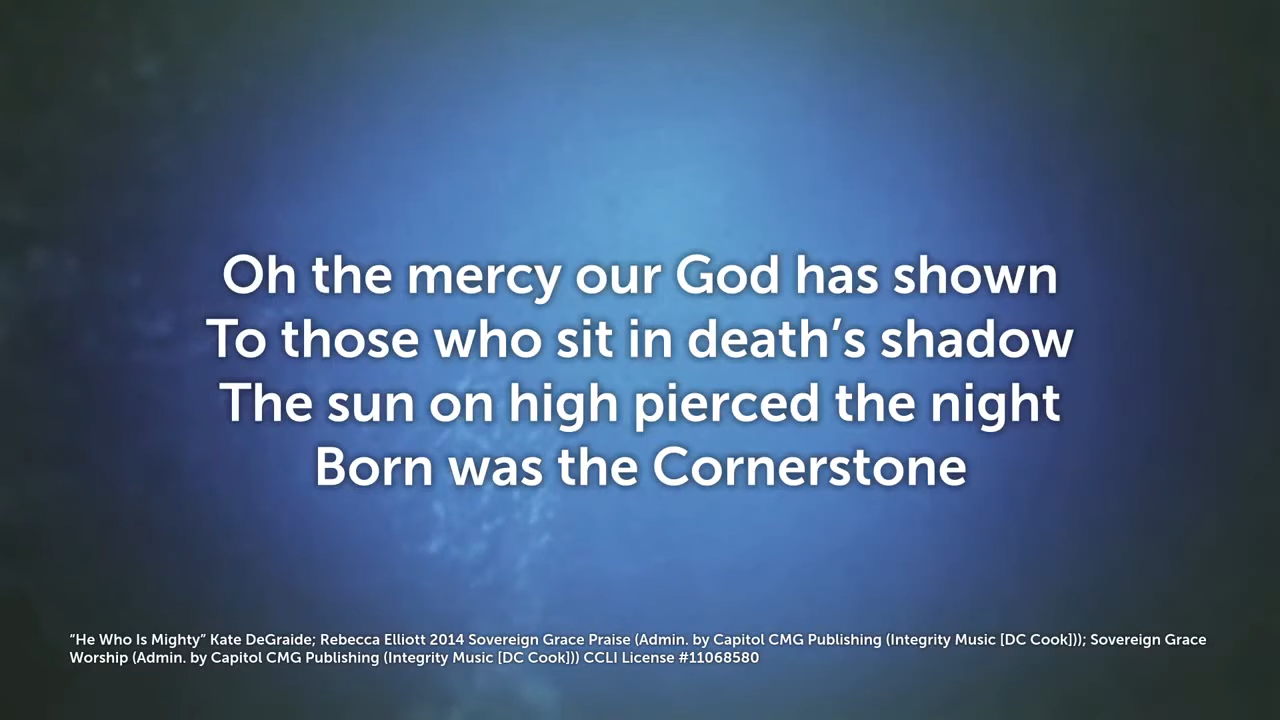 Oh the mercy our God has shown
To those who sit in death’s shadow
The sun on high pierced the night
Born was the Cornerstone
“He Who Is Mighty” Kate DeGraide; Rebecca Elliott 2014 Sovereign Grace Praise (Admin. by Capitol CMG Publishing (Integrity Music [DC Cook])); Sovereign Grace
Worship (Admin. by Capitol CMG Publishing (Integrity Music [DC Cook])) CCLI License #11068580